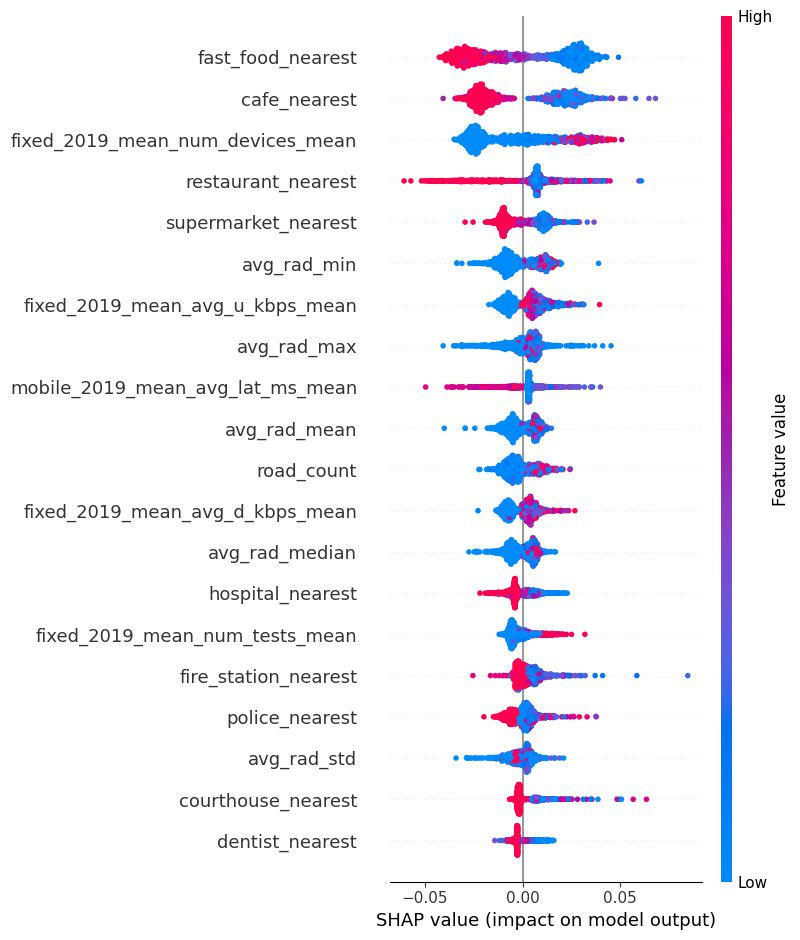 High
fast_food_nearest
cafe_nearest
fixed_2019_mean_num_devices_mean
restaurant_nearest
supermarket_nearest
avg_rad_min
fixed_2019_mean_avg_u_kbps_mean
avg_rad_max
mobile_2019_mean_avg_lat_ms_mean
avg_rad_mean
road_count
fixed_2019_mean_avg_d_kbps_mean
avg_rad_median
hospital_nearest
fixed_2019_mean_num_tests_mean
fire_station_nearest
police_nearest
avg_rad_std
courthouse_nearest
dentist_nearest
Feature value
Low
−0.05 0.00 0.05
SHAP value (impact on model output)